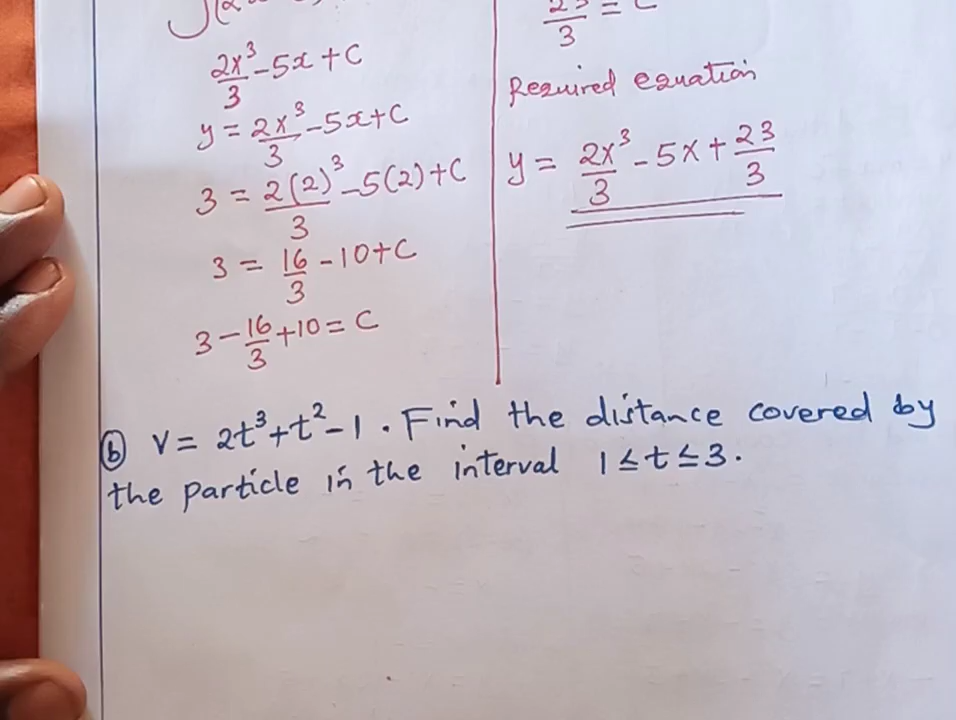 2x³/3 - 5x + C
y = 2x³/3 - 5x + C
3 = 2(2)³/3 - 5(2) + C
3 = 16/3 - 10 + C
3 - 16/3 + 10 = C
23/3 = C
Required equation
y = 2x³/3 - 5x + 23/3
(b) V = 2t³ + t² - 1 . Find the distance covered by
the particle in the interval 1 ≤ t ≤ 3.